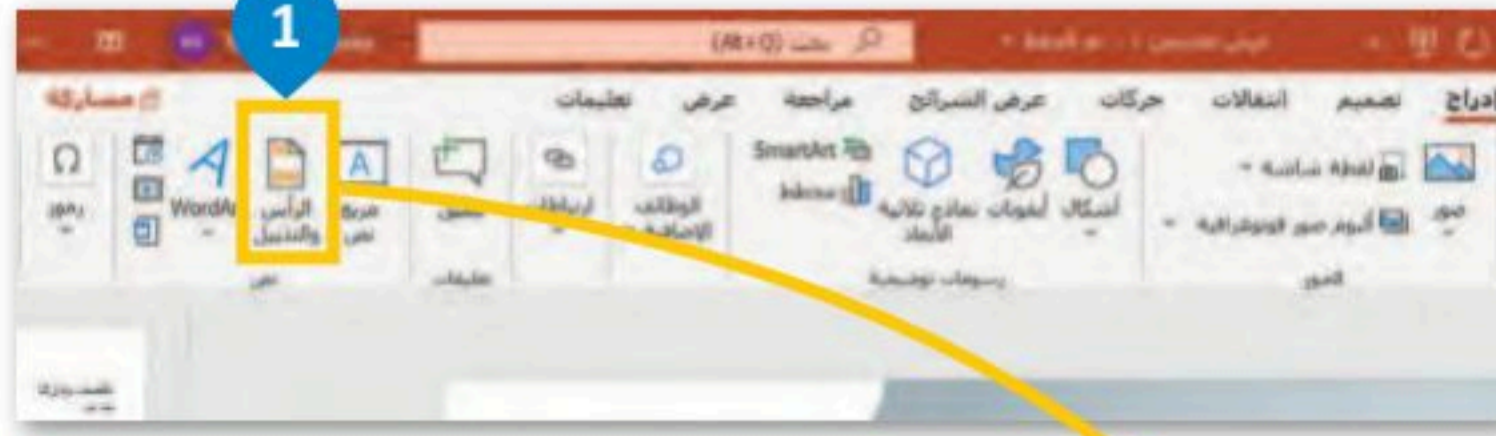 1
بحث (Alt+Q)
إدراج تصميم انتقالات حركات عرض الشرائح مراجعة عرض تعليمات مشاركة
صور
لقطة شاشة
ألبوم صور فوتوغرافية
أشكال
أيقونات
نماذج ثلاثية
الأبعاد
SmartArt
مخطط
الوظائف
الإضافية
ارتباطات
تعليق
مربع
نص
الرأس
والتذييل
WordA
رموز
الصور
رسومات توضيحية
تعليقات
نص